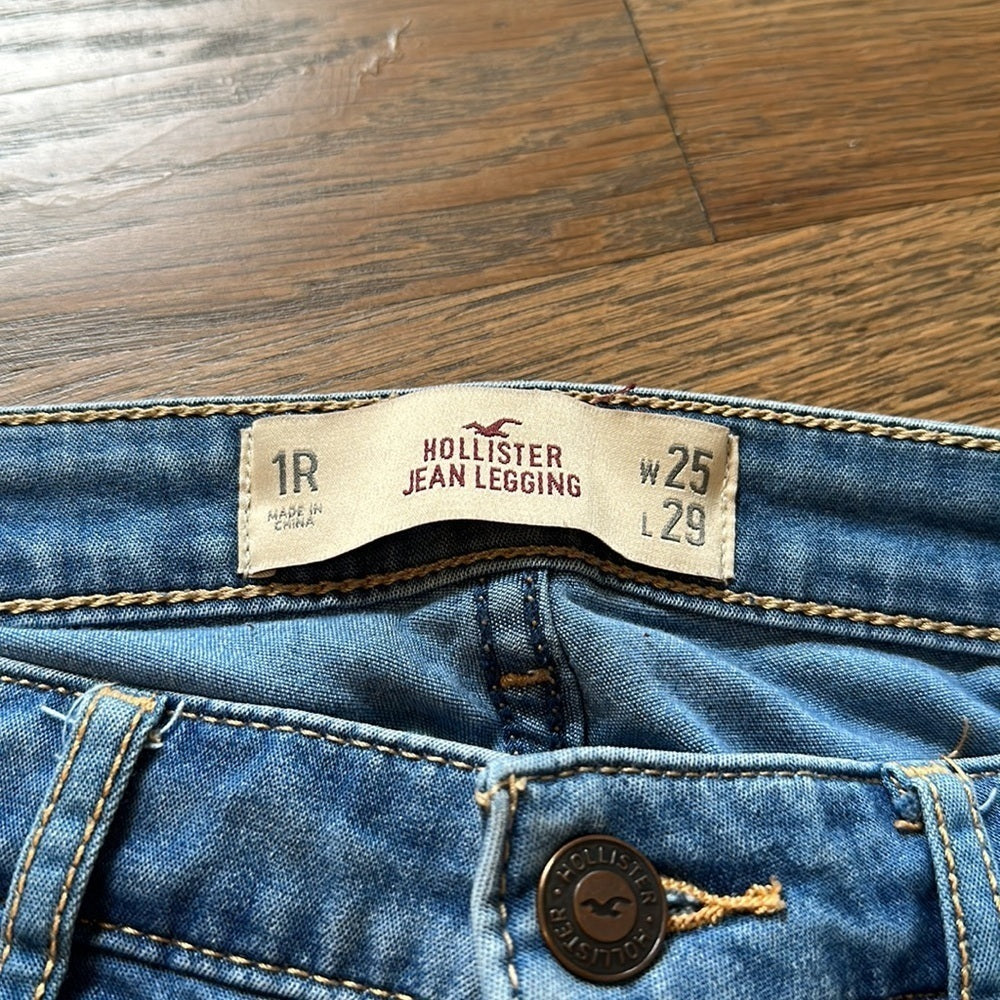 1R
MADE IN
CHINA
HOLLISTER
JEAN LEGGING
W 25
L 29
HOLLISTER · HOLLISTER ·